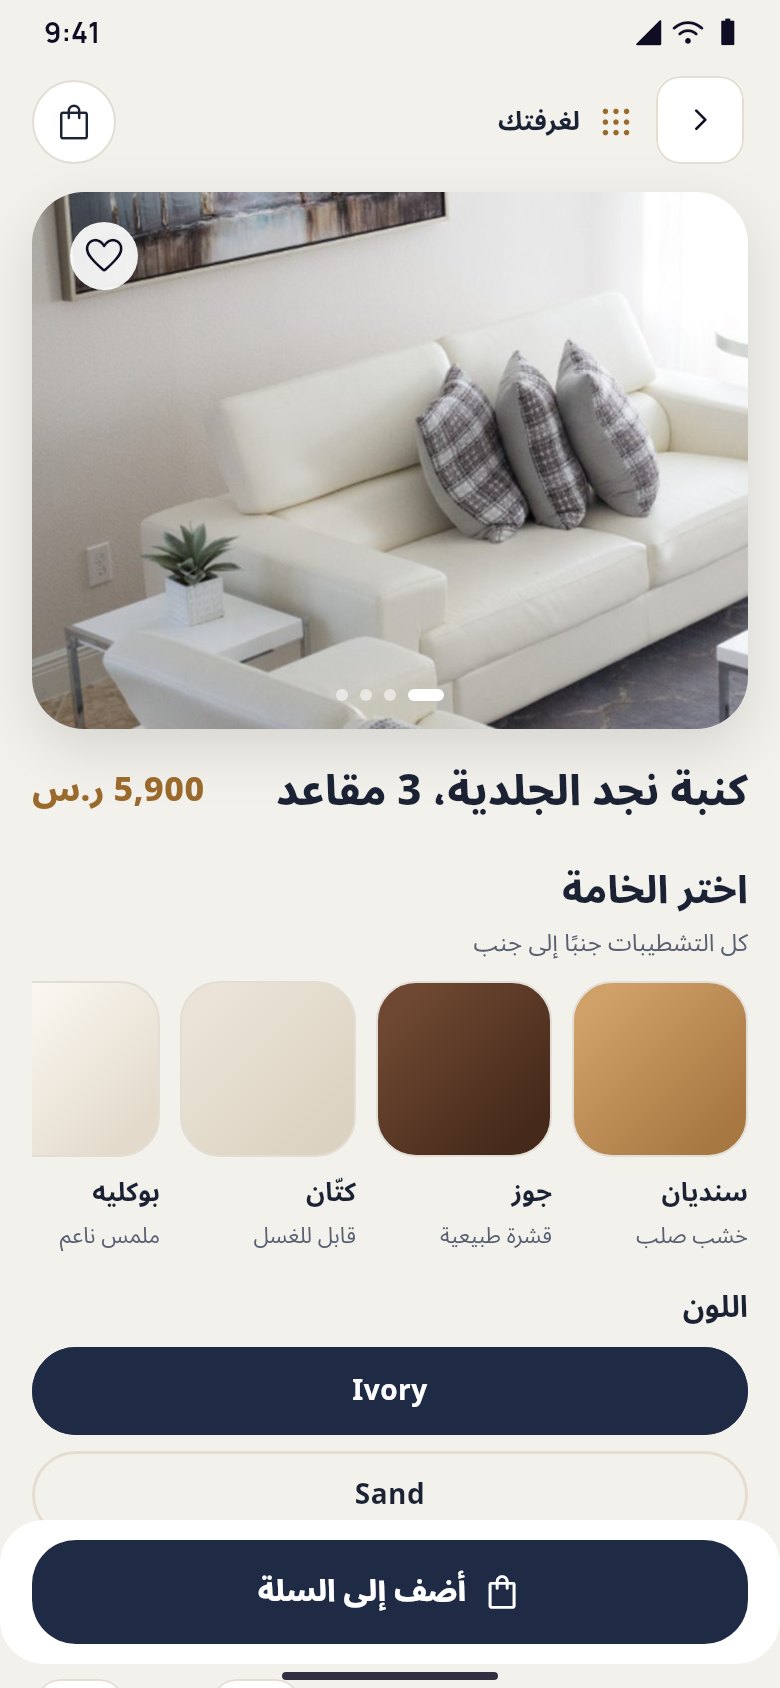 9:41
لغرفتك
كنبة نجد الجلدية، 3 مقاعد
5,900 ر.س
اختر الخامة
كل التشطيبات جنبًا إلى جنب
سنديان
خشب صلب
جوز
قشرة طبيعية
كتّان
قابل للغسل
بوكليه
ملمس ناعم
اللون
Ivory
Sand
أضف إلى السلة